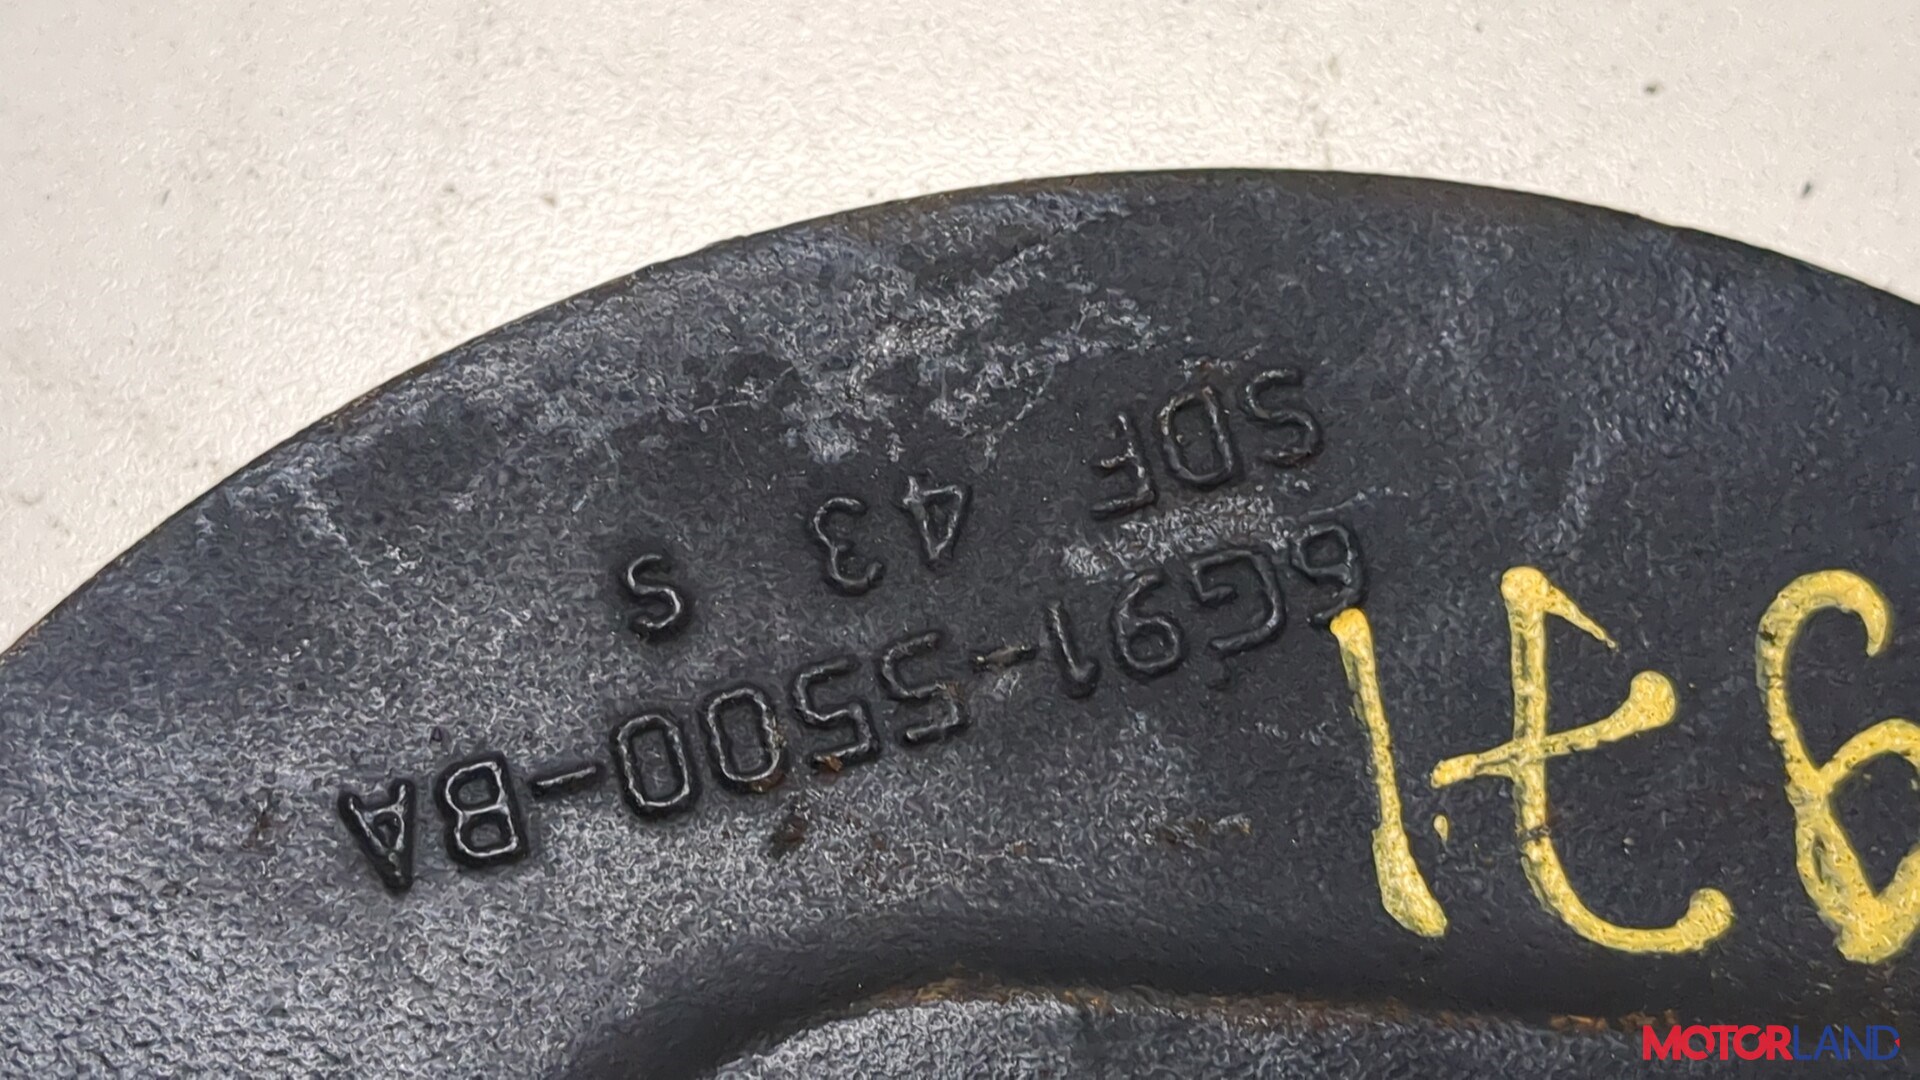 6G91-5500-BA
SDF 43 S
MOTORLAND